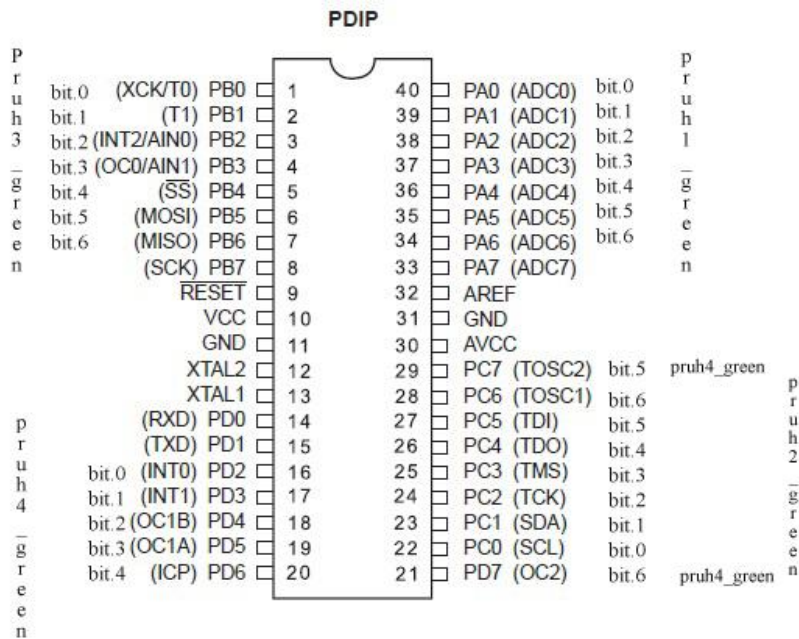 PDIP
Pruh3_green
bit.0 (XCK/T0) PB0 1
bit.1 (T1) PB1 2
bit.2 (INT2/AIN0) PB2 3
bit.3 (OC0/AIN1) PB3 4
bit.4 (SS) PB4 5
bit.5 (MOSI) PB5 6
bit.6 (MISO) PB6 7
(SCK) PB7 8
RESET 9
VCC 10
GND 11
XTAL2 12
XTAL1 13
(RXD) PD0 14
(TXD) PD1 15
bit.0 (INT0) PD2 16
bit.1 (INT1) PD3 17
bit.2 (OC1B) PD4 18
bit.3 (OC1A) PD5 19
bit.4 (ICP) PD6 20
pruh4_green
40 PA0 (ADC0) bit.0
39 PA1 (ADC1) bit.1
38 PA2 (ADC2) bit.2
37 PA3 (ADC3) bit.3
36 PA4 (ADC4) bit.4
35 PA5 (ADC5) bit.5
34 PA6 (ADC6) bit.6
33 PA7 (ADC7)
32 AREF
31 GND
30 AVCC
29 PC7 (TOSC2) bit.5 pruh4_green
28 PC6 (TOSC1) bit.6
27 PC5 (TDI) bit.5
26 PC4 (TDO) bit.4
25 PC3 (TMS) bit.3
24 PC2 (TCK) bit.2
23 PC1 (SDA) bit.1
22 PC0 (SCL) bit.0
21 PD7 (OC2) bit.6 pruh4_green
pruh1_green
pruh2_green